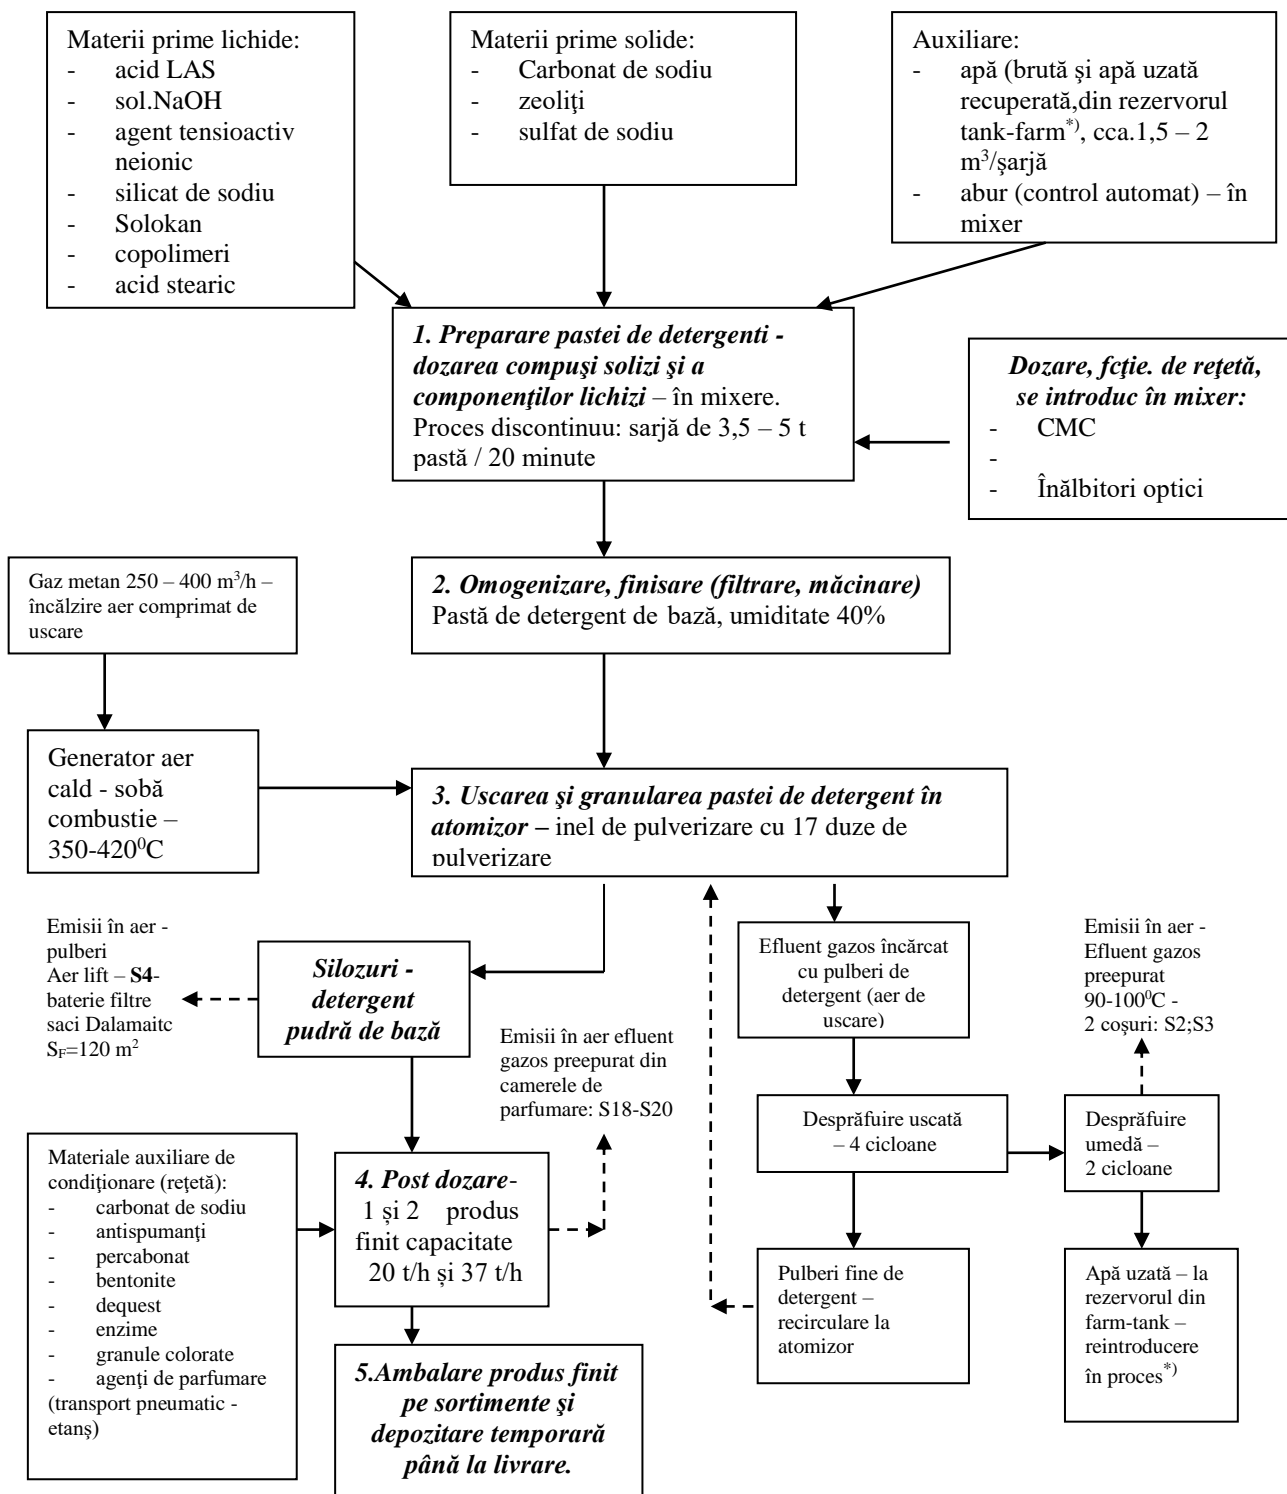 Materii prime lichide:
- acid LAS
- sol.NaOH
- agent tensioactiv
neionic
- silicat de sodiu
- Solokan
- copolimeri
- acid stearic
Materii prime solide:
- Carbonat de sodiu
- zeoliţi
- sulfat de sodiu
Auxiliare:
- apă (brută şi apă uzată
recuperată,din rezervorul
tank-farm*), cca.1,5 – 2
m3/şarjă
- abur (control automat) – în
mixer
1. Preparare pastei de detergenti -
dozarea compuşi solizi şi a
componenţilor lichizi – în mixere.
Proces discontinuu: sarjă de 3,5 – 5 t
pastă / 20 minute
Dozare, fcţie. de reţetă,
se introduc în mixer:
- CMC
-
- Înălbitori optici
Gaz metan 250 – 400 m3/h –
încălzire aer comprimat de
uscare
2. Omogenizare, finisare (filtrare, măcinare)
Pastă de detergent de bază, umiditate 40%
Generator aer
cald - sobă
combustie –
350-420⁰C
3. Uscarea şi granularea pastei de detergent în
atomizor – inel de pulverizare cu 17 duze de
pulverizare
Emisii în aer -
pulberi
Aer lift – S4-
baterie filtre
saci Dalamaitc
SF=120 m2
Silozuri -
detergent
pudră de bază
Emisii în aer efluent
gazos preepurat din
camerele de
parfumare: S18-S20
Efluent gazos încărcat
cu pulberi de
detergent (aer de
uscare)
Emisii în aer -
Efluent gazos
preepurat
90-100⁰C -
2 coşuri: S2;S3
Desprăfuire uscată
– 4 cicloane
Desprăfuire
umedă –
2 cicloane
Materiale auxiliare de
condiţionare (reţetă):
- carbonat de sodiu
- antispumanţi
- percabonat
- bentonite
- dequest
- enzime
- granule colorate
- agenţi de parfumare
(transport pneumatic -
etanş)
4. Post dozare-
1 și 2 produs
finit capacitate
20 t/h și 37 t/h
Pulberi fine de
detergent –
recirculare la
atomizor
Apă uzată – la
rezervorul din
farm-tank –
reintroducere
în proces*)
5.Ambalare produs finit
pe sortimente şi
depozitare temporară
până la livrare.